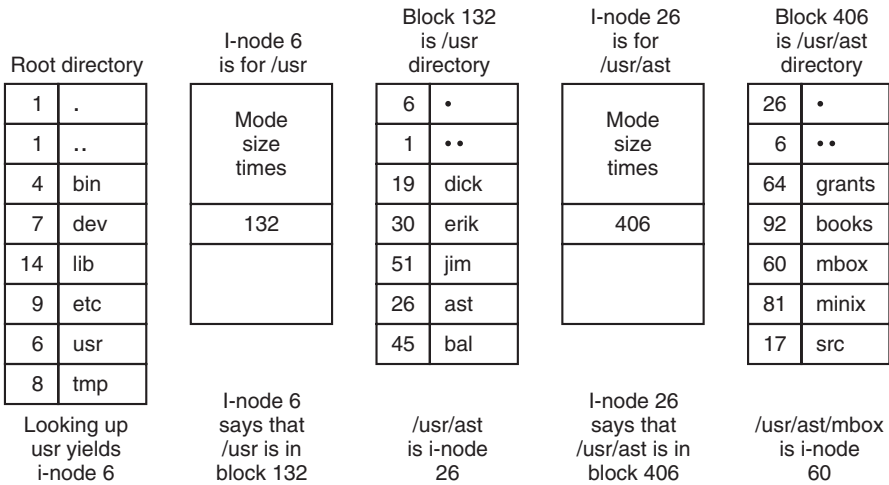 Root directory
1 .
1 ..
4 bin
7 dev
14 lib
9 etc
6 usr
8 tmp
Looking up
usr yields
i-node 6
I-node 6
is for /usr
Mode
size
times
132
I-node 6
says that
/usr is in
block 132
Block 132
is /usr
directory
6 •
1 ••
19 dick
30 erik
51 jim
26 ast
45 bal
/usr/ast
is i-node
26
I-node 26
is for
/usr/ast
Mode
size
times
406
I-node 26
says that
/usr/ast is in
block 406
Block 406
is /usr/ast
directory
26 •
6 ••
64 grants
92 books
60 mbox
81 minix
17 src
/usr/ast/mbox
is i-node
60